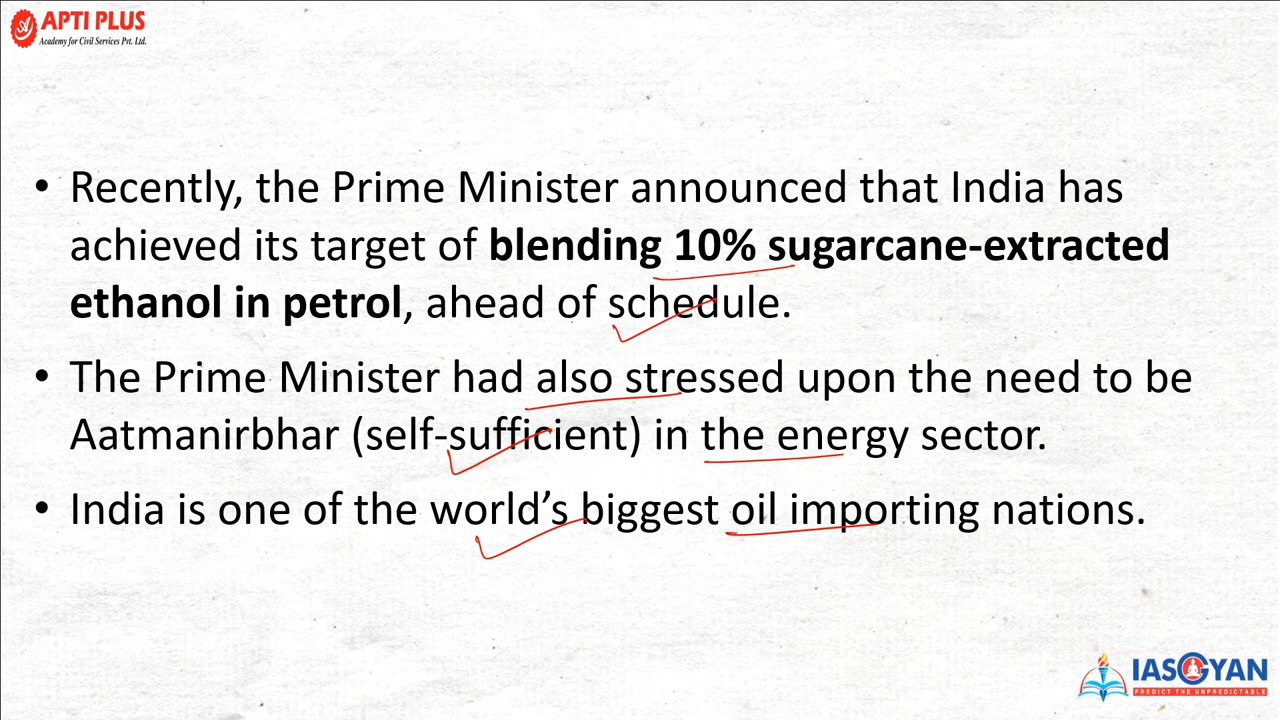 APTI PLUS
Academy for Civil Services Pvt. Ltd.
• Recently, the Prime Minister announced that India has
achieved its target of blending 10% sugarcane-extracted
ethanol in petrol, ahead of schedule.
• The Prime Minister had also stressed upon the need to be
Aatmanirbhar (self-sufficient) in the energy sector.
• India is one of the world’s biggest oil importing nations.
IASGYAN
PREDICT THE UNPREDICTABLE